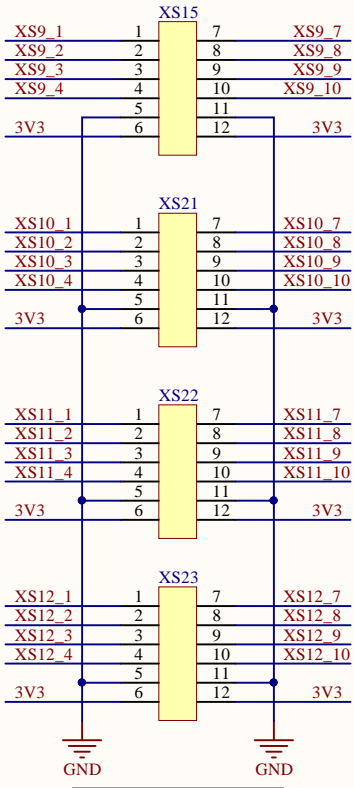 XS15
XS9_1 1 7 XS9_7
XS9_2 2 8 XS9_8
XS9_3 3 9 XS9_9
XS9_4 4 10 XS9_10
5 11
3V3 6 12 3V3
XS21
XS10_1 1 7 XS10_7
XS10_2 2 8 XS10_8
XS10_3 3 9 XS10_9
XS10_4 4 10 XS10_10
5 11
3V3 6 12 3V3
XS22
XS11_1 1 7 XS11_7
XS11_2 2 8 XS11_8
XS11_3 3 9 XS11_9
XS11_4 4 10 XS11_10
5 11
3V3 6 12 3V3
XS23
XS12_1 1 7 XS12_7
XS12_2 2 8 XS12_8
XS12_3 3 9 XS12_9
XS12_4 4 10 XS12_10
5 11
3V3 6 12 3V3
GND GND